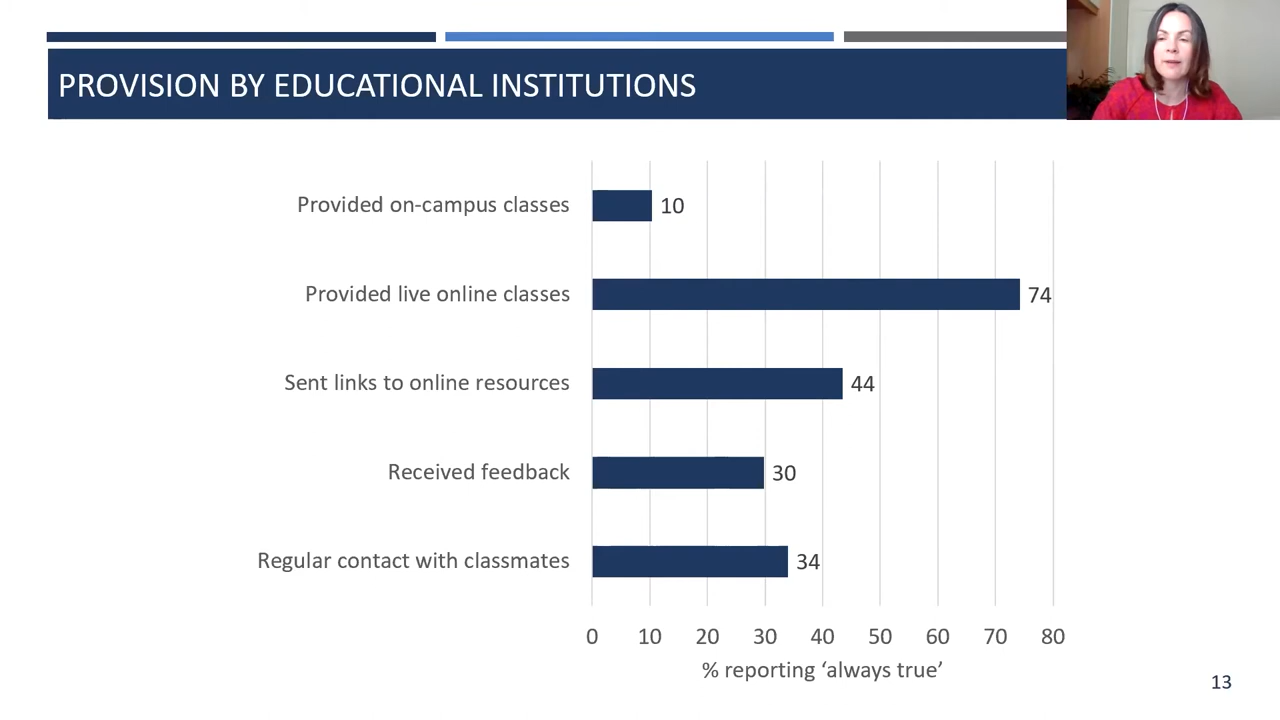 PROVISION BY EDUCATIONAL INSTITUTIONS
Provided on-campus classes 10
Provided live online classes 74
Sent links to online resources 44
Received feedback 30
Regular contact with classmates 34
0 10 20 30 40 50 60 70 80
% reporting ‘always true’
13